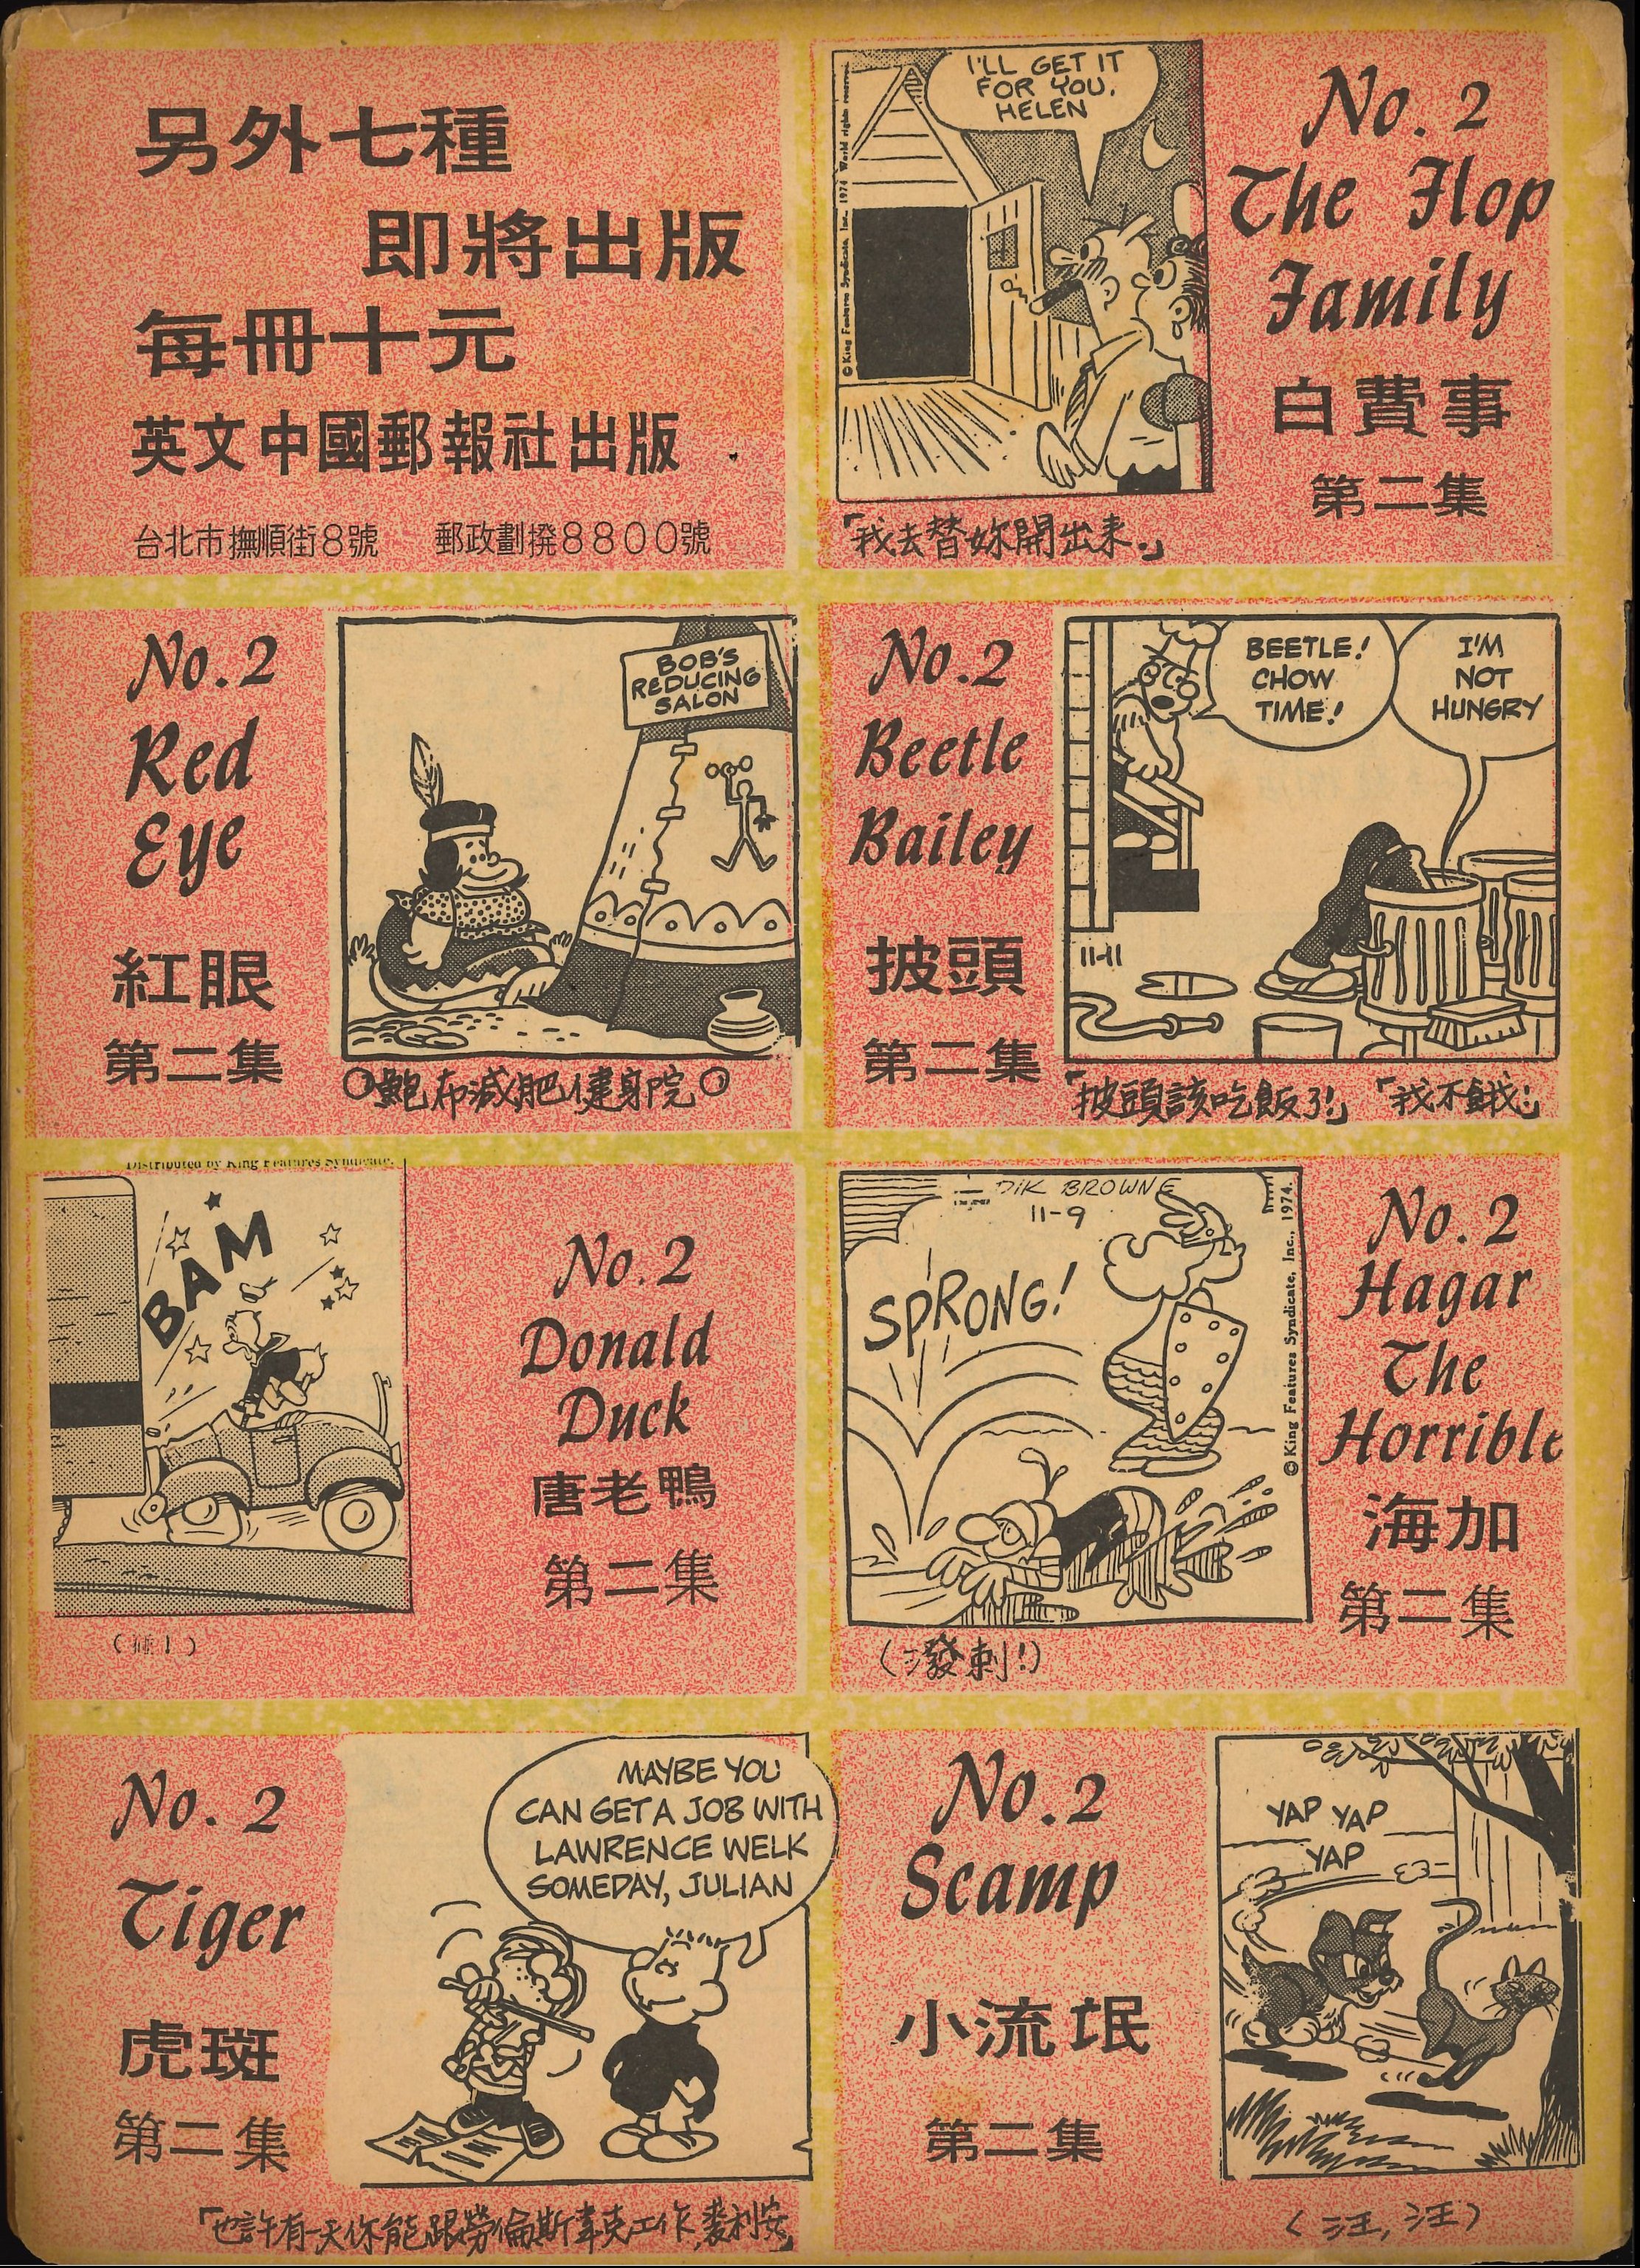 另外七種
即將出版
每冊十元
英文中國郵報社出版
台北市撫順街8號 郵政劃撥8800號
I'LL GET IT
FOR YOU,
HELEN
©King Features Syndicate, Inc., 1974 World rights reserved
No. 2
The Flop
Family
白費事
第二集
「我去替妳開出来。」
No. 2
Red
Eye
紅眼
第二集
BOB'S
REDUCING
SALON
鮑布減肥健身院
No. 2
Beetle
Bailey
披頭
第二集
BEETLE!
CHOW
TIME!
I'M
NOT
HUNGRY
11-11
「披頭該吃飯了!」「我不餓!」
Distributed by King Features Syndicate.
BAM
No. 2
Donald
Duck
唐老鴨
第二集
DIK BROWNE
11-9
SPRONG!
©King Features Syndicate, Inc., 1974.
(潑剌!)
No. 2
Hagar
The
Horrible
海加
第二集
No. 2
Tiger
虎斑
第二集
MAYBE YOU
CAN GET A JOB WITH
LAWRENCE WELK
SOMEDAY, JULIAN
「也許有一天你能跟勞倫斯韋克工作,裘利安」
No. 2
Scamp
小流氓
第二集
YAP YAP
YAP
(汪,汪)